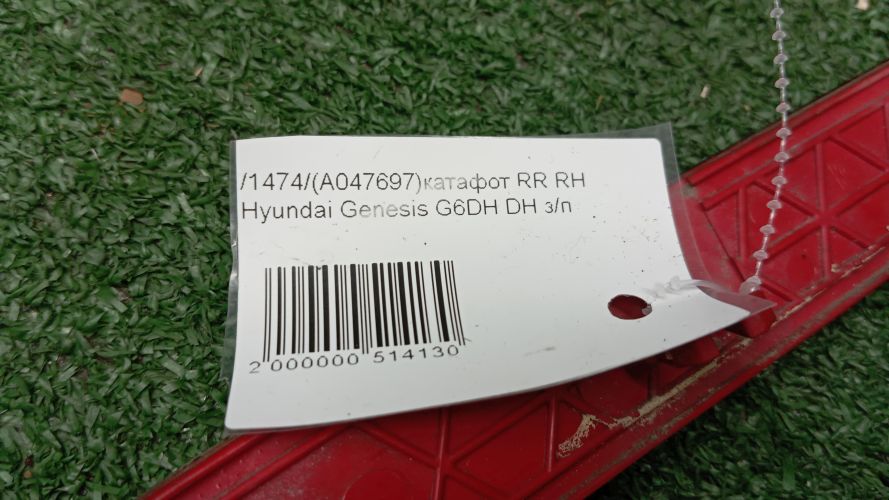 /1474/(A047697)катафот RR RH
Hyundai Genesis G6DH DH з/п
2 000000 514130